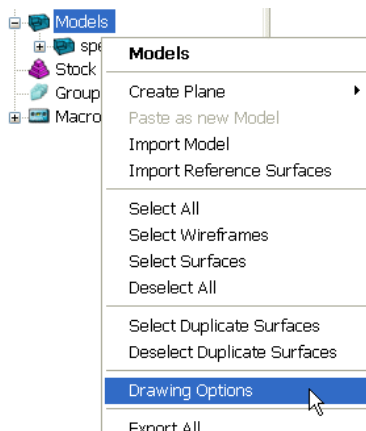 Models
spe
Stock
Group
Macro
Models
Create Plane
Paste as new Model
Import Model
Import Reference Surfaces
Select All
Select Wireframes
Select Surfaces
Deselect All
Select Duplicate Surfaces
Deselect Duplicate Surfaces
Drawing Options
Export All